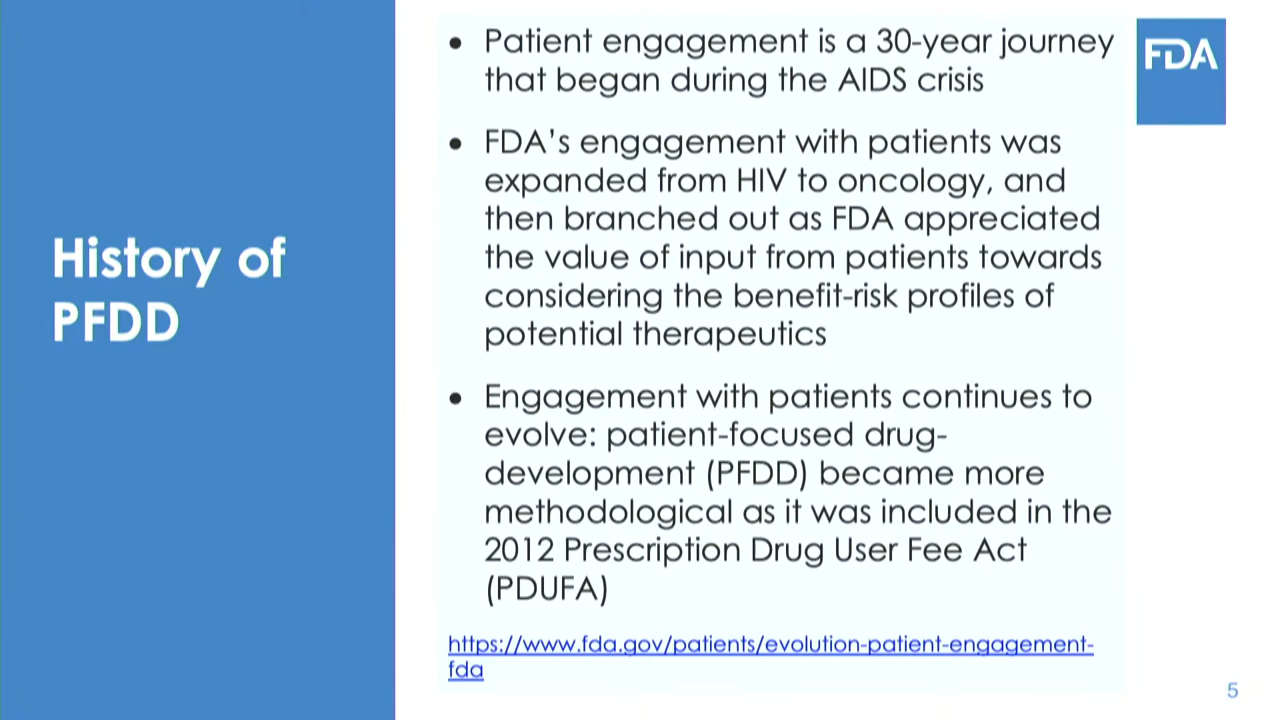 History of
PFDD
• Patient engagement is a 30-year journey
that began during the AIDS crisis
• FDA's engagement with patients was
expanded from HIV to oncology, and
then branched out as FDA appreciated
the value of input from patients towards
considering the benefit-risk profiles of
potential therapeutics
• Engagement with patients continues to
evolve: patient-focused drug-
development (PFDD) became more
methodological as it was included in the
2012 Prescription Drug User Fee Act
(PDUFA)
https://www.fda.gov/patients/evolution-patient-engagement-
fda
FDA
5